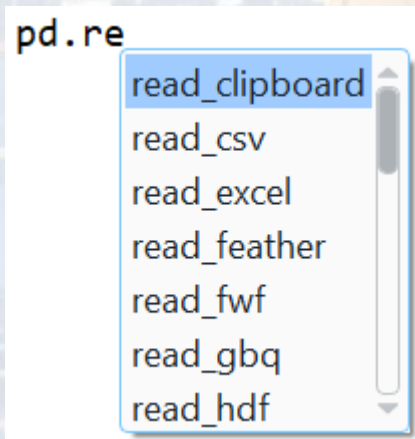 pd.re
read_clipboard
read_csv
read_excel
read_feather
read_fwf
read_gbq
read_hdf